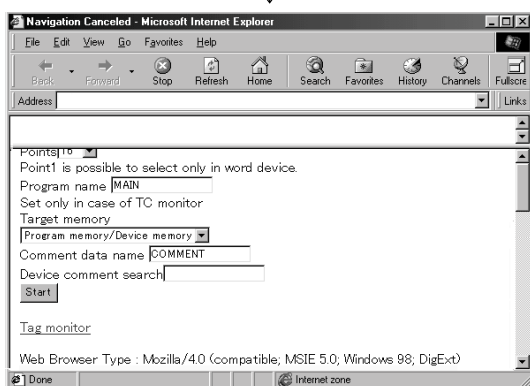 Navigation Canceled - Microsoft Internet Explorer
File Edit View Go Favorites Help
Back Forward Stop Refresh Home Search Favorites History Channels Fullscre
Address Links
Points 16
Point1 is possible to select only in word device.
Program name MAIN
Set only in case of TC monitor
Target memory
Program memory/Device memory
Comment data name COMMENT
Device comment search
Start
Tag monitor
Web Browser Type : Mozilla/4.0 (compatible; MSIE 5.0; Windows 98; DigExt)
Done Internet zone